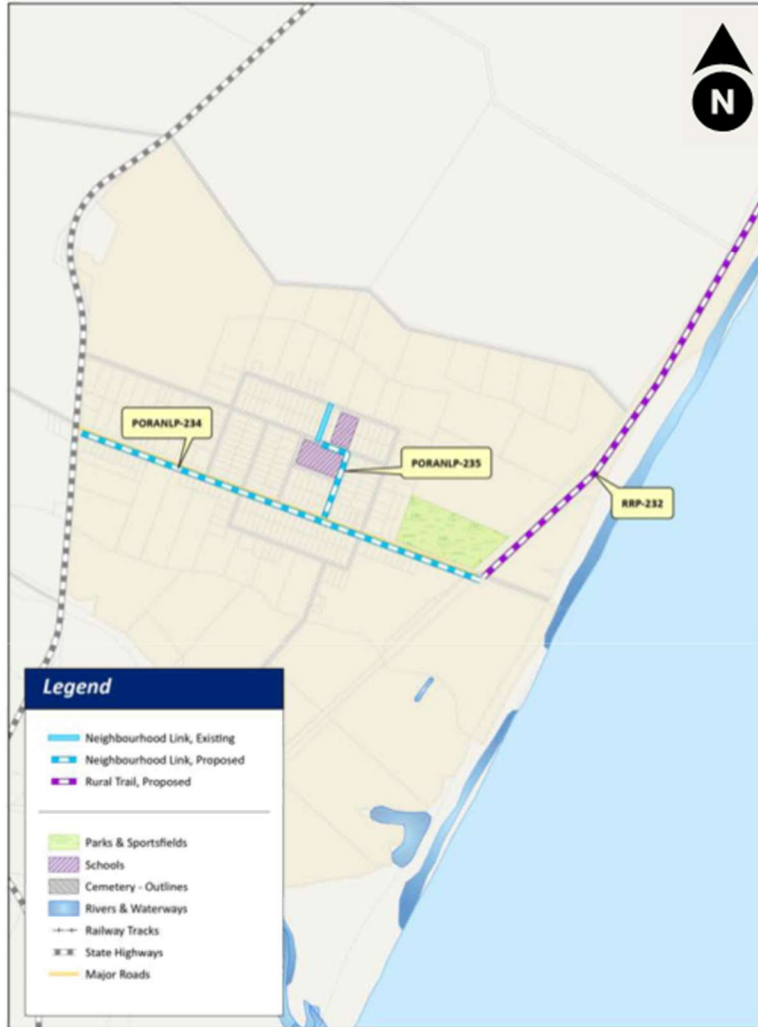 N
PORANLP-234
PORANLP-235
RRP-232
Legend
Neighbourhood Link, Existing
Neighbourhood Link, Proposed
Rural Trail, Proposed
Parks & Sportsfields
Schools
Cemetery - Outlines
Rivers & Waterways
Railway Tracks
State Highways
Major Roads